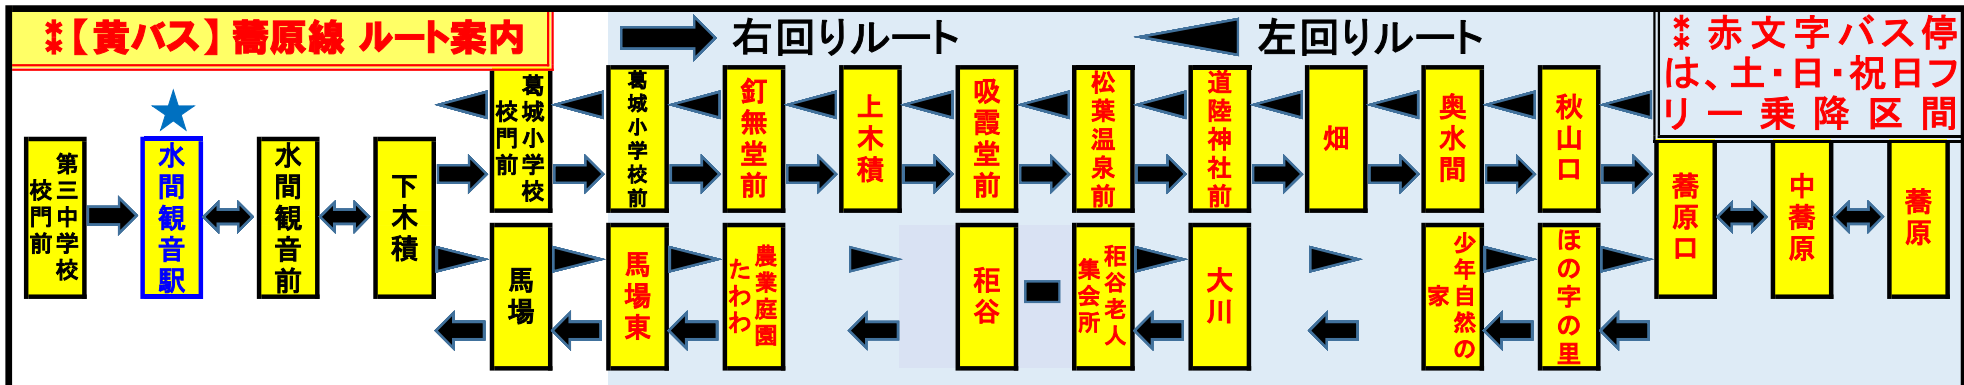 ⁑【黄バス】蕎原線 ルート案内
右回りルート
左回りルート
⁑赤文字バス停
は、土・日・祝日フ
リー乗降区間
第三中学校
校門前
水間観音駅
水間観音前
下木積
葛城小学校
校門前
葛城小学校前
釘無堂前
上木積
吸霞堂前
松葉温泉前
道陸神社前
畑
奥水間
秋山口
蕎原口
中蕎原
蕎原
馬場
馬場東
農業庭園
たわわ
秬谷
秬谷老人
集会所
大川
少年自然の
家
ほの字の里